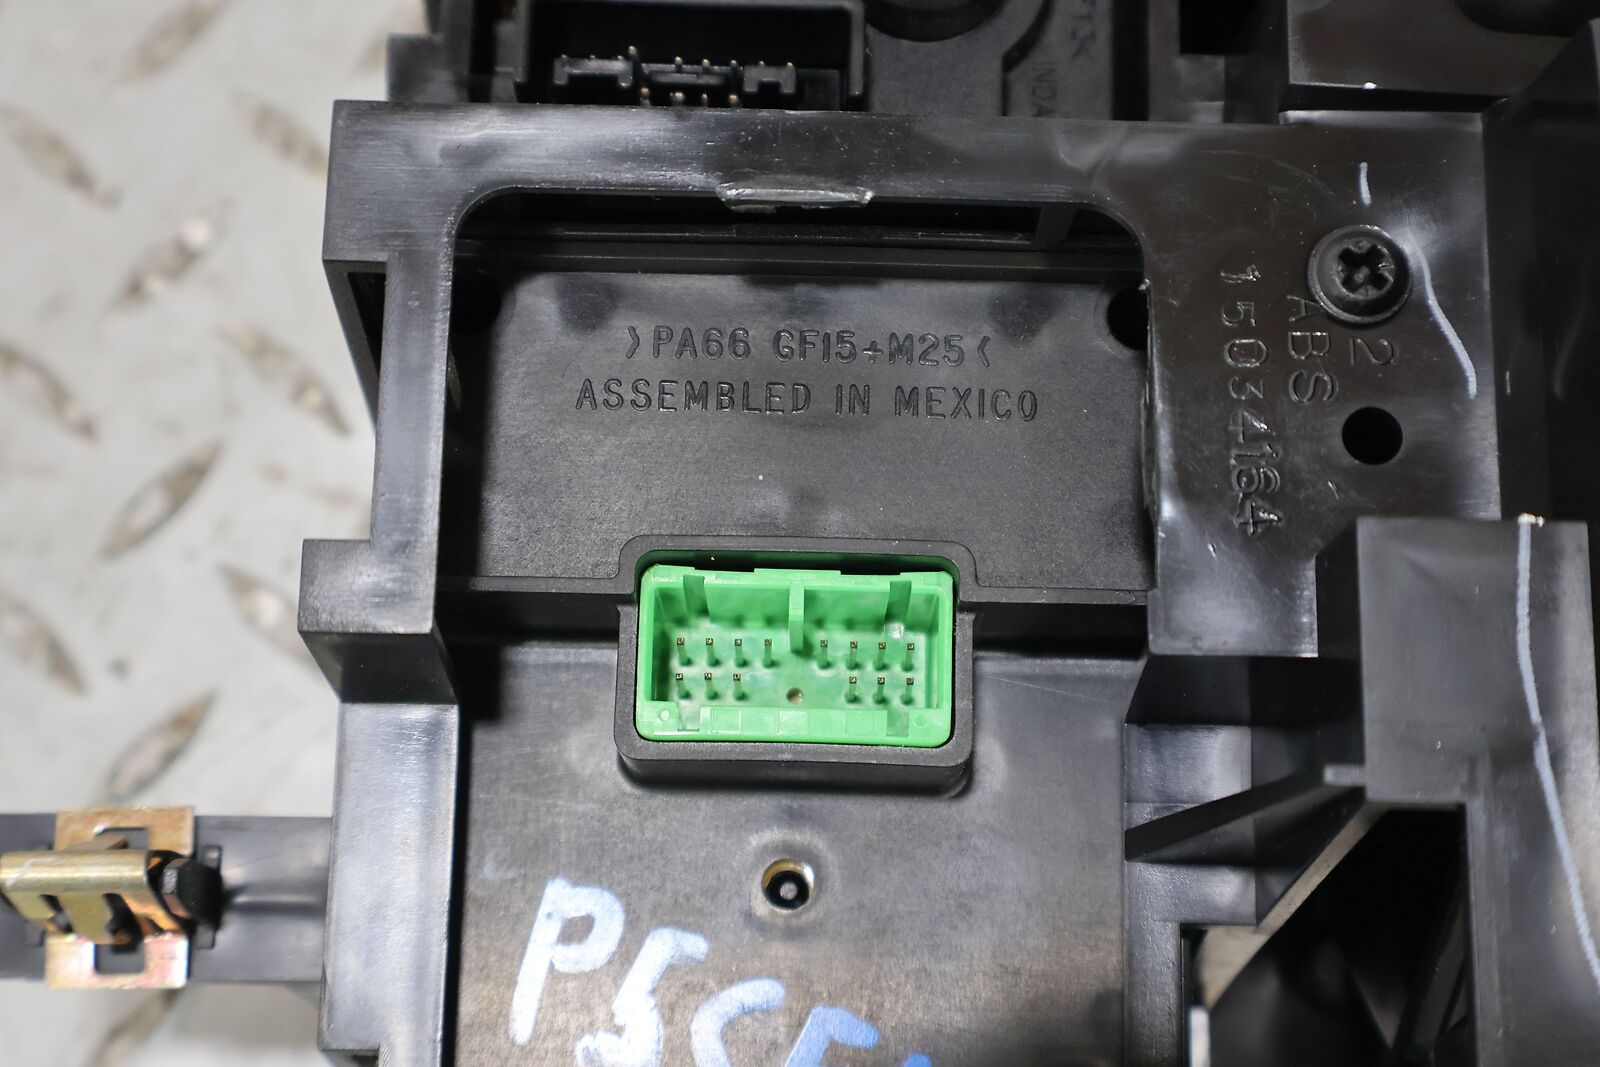 >PA66 GF15+M25<
ASSEMBLED IN MEXICO
2
ABS
15034164